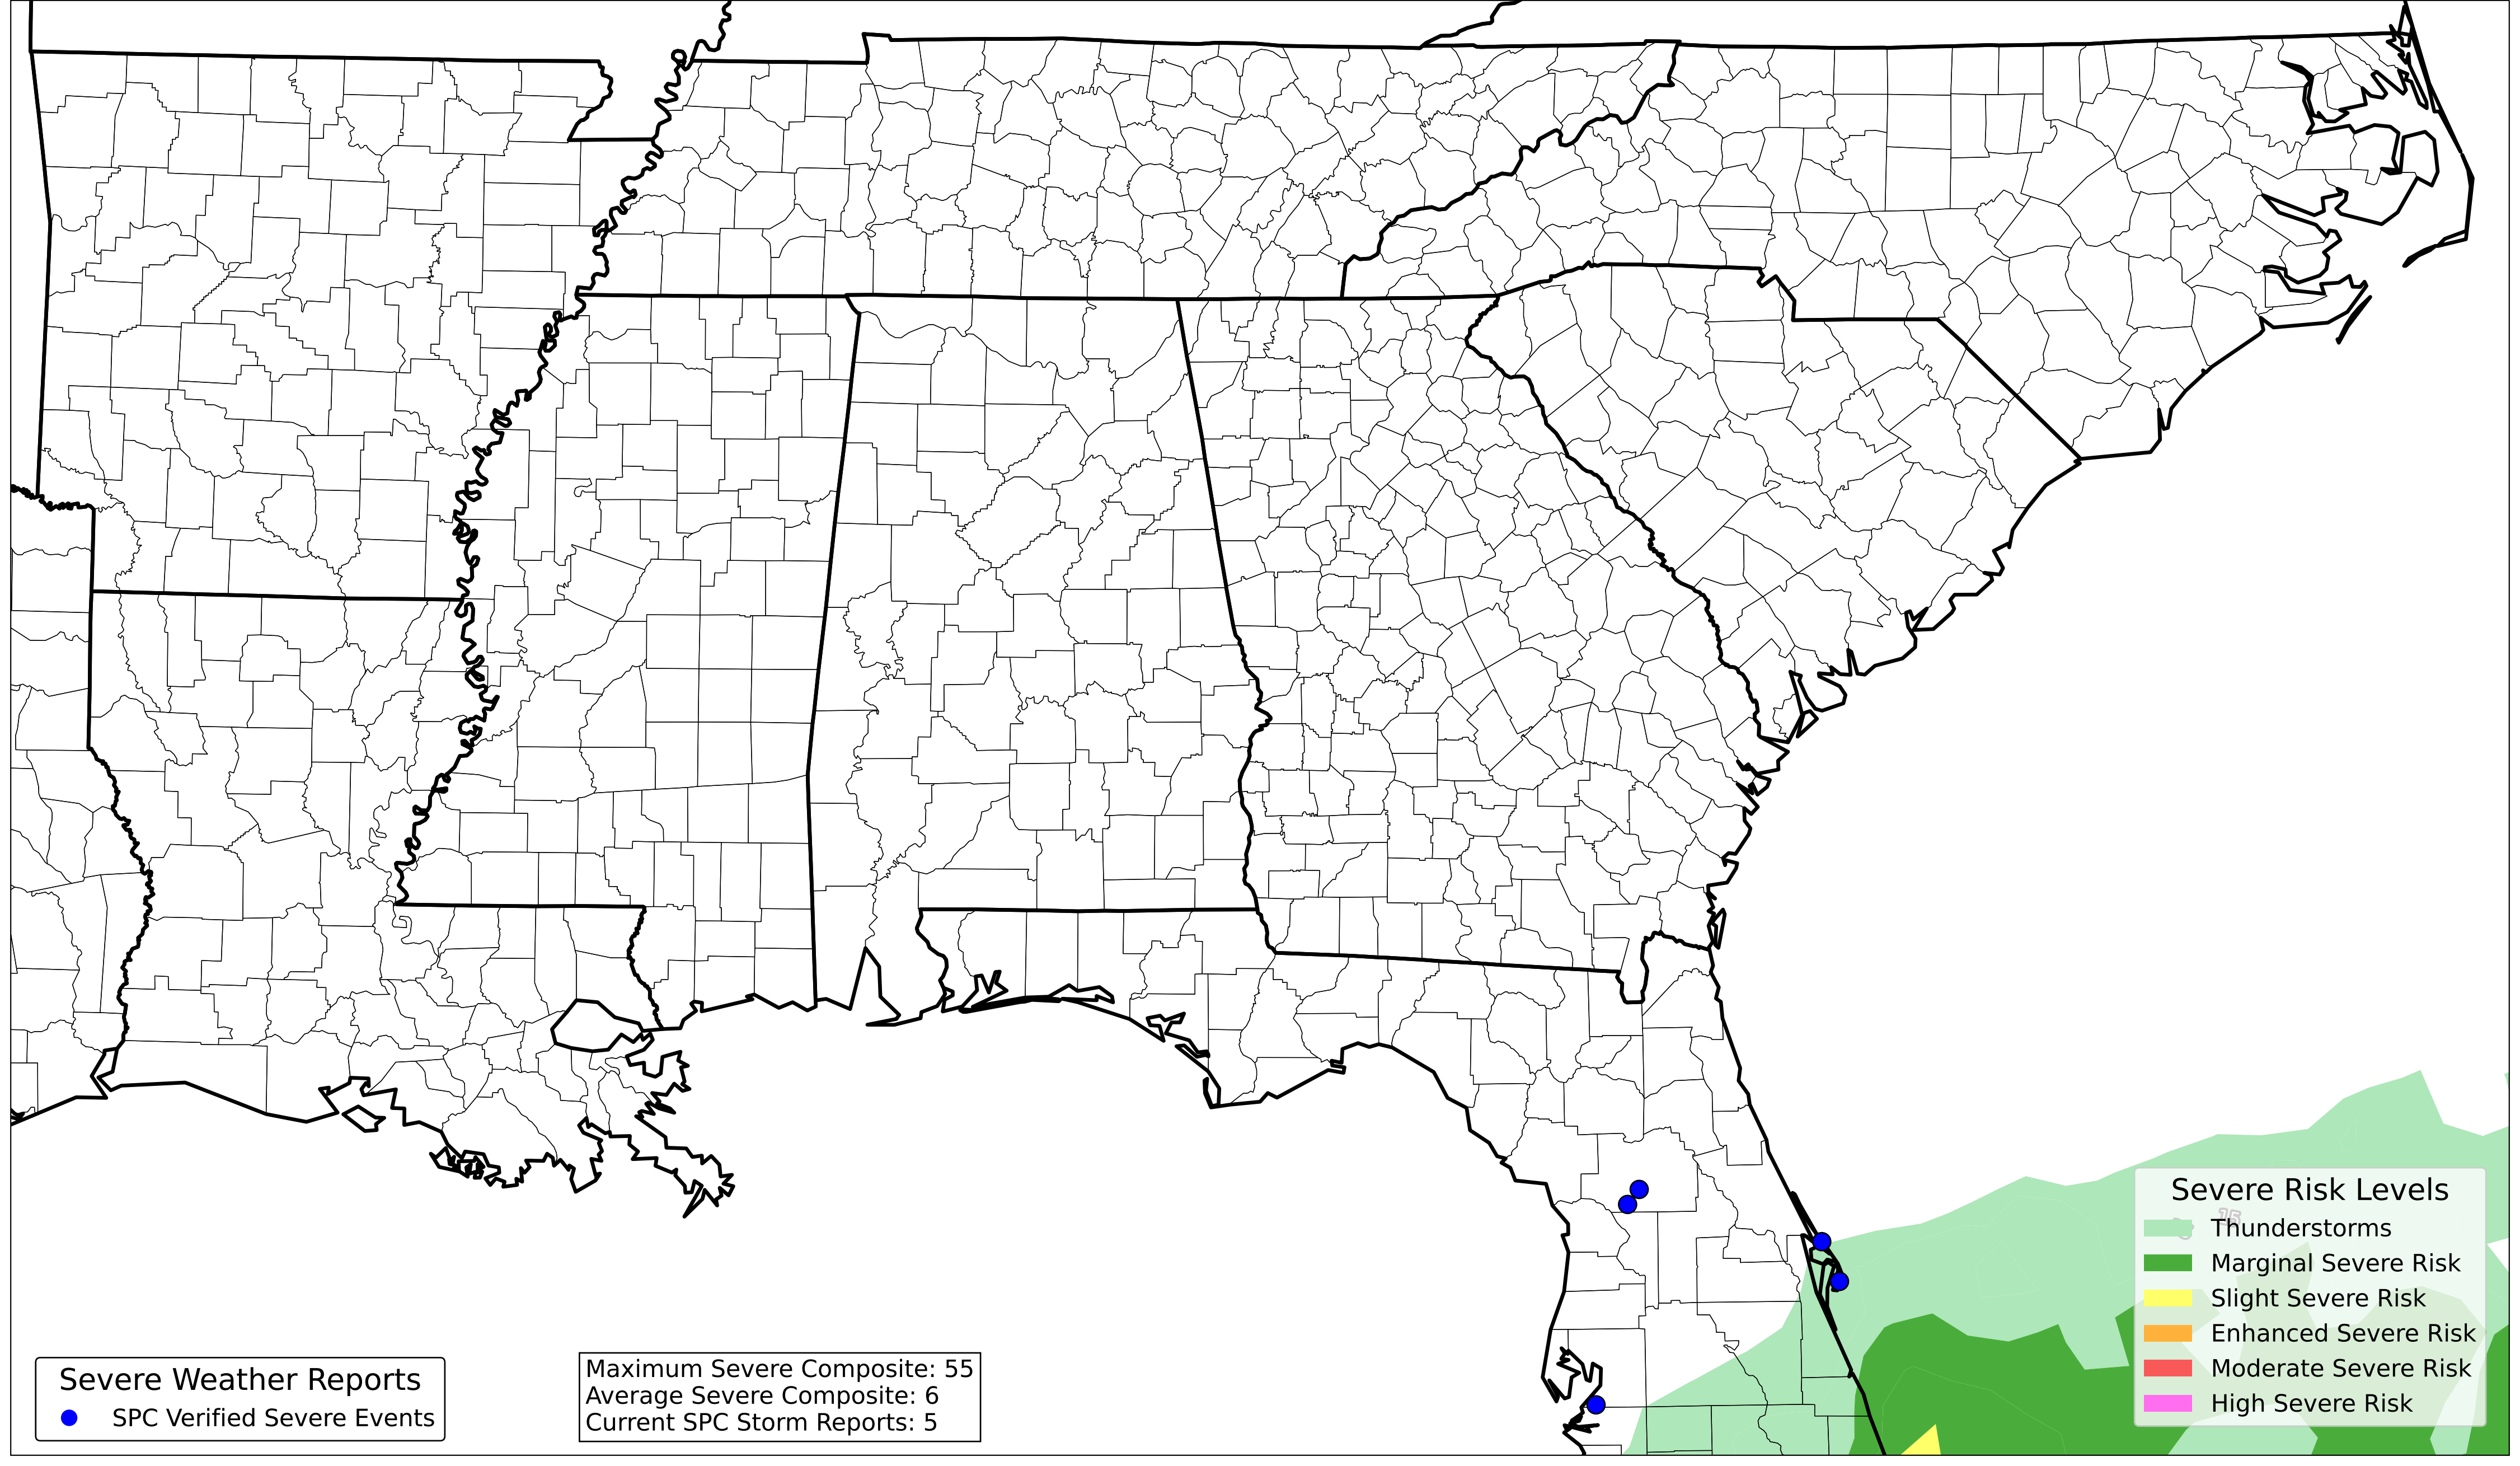 Severe Risk Levels
Thunderstorms
Marginal Severe Risk
Slight Severe Risk
Enhanced Severe Risk
Moderate Severe Risk
High Severe Risk
Severe Weather Reports
SPC Verified Severe Events
Maximum Severe Composite: 55
Average Severe Composite: 6
Current SPC Storm Reports: 5